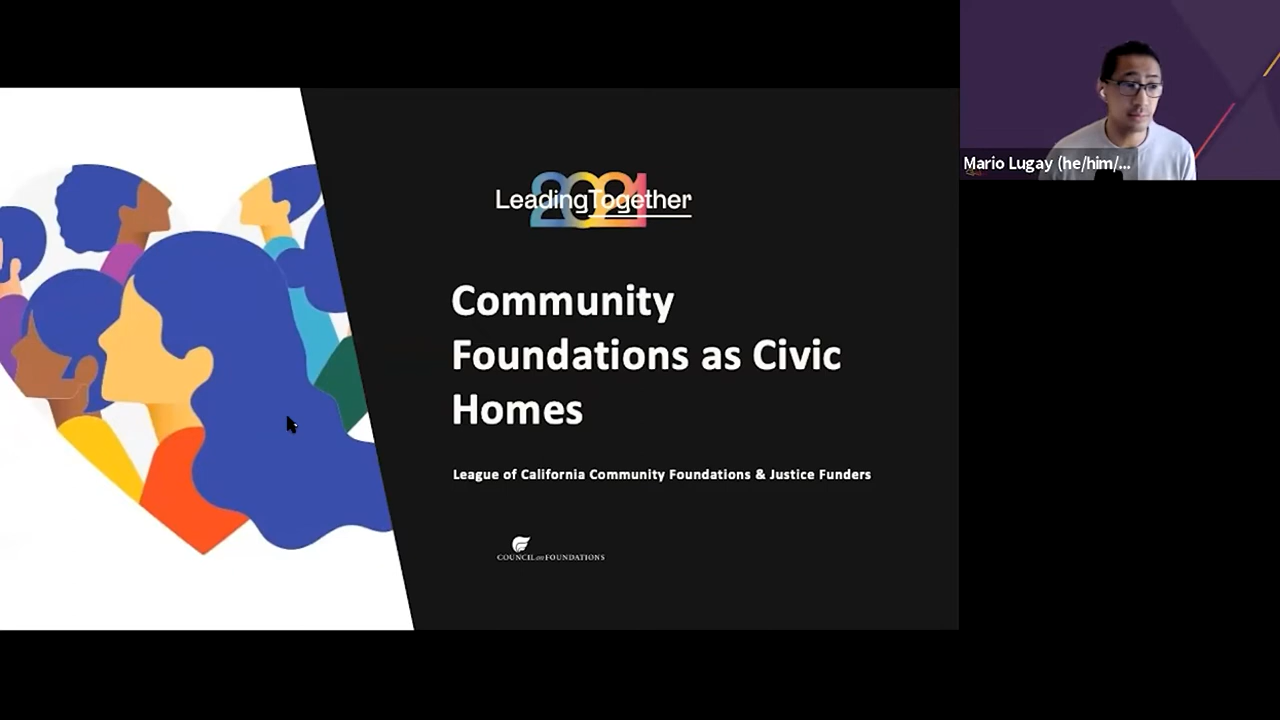 2021
LeadingTogether
Community
Foundations as Civic
Homes
League of California Community Foundations & Justice Funders
COUNCIL on FOUNDATIONS
Mario Lugay (he/him/...